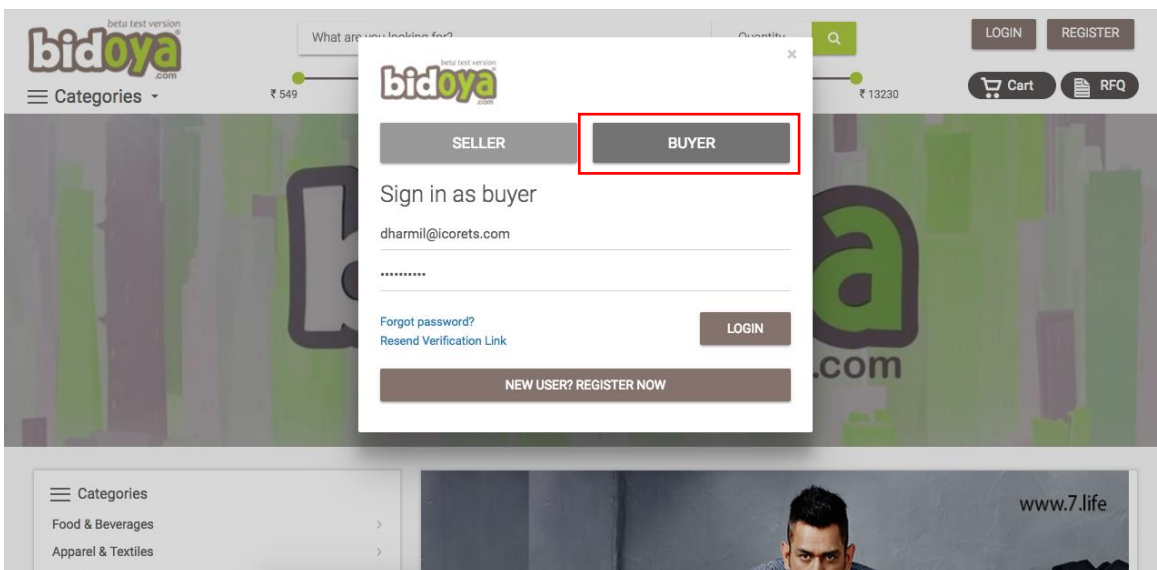 beta test version
bidoya
.com
What are you looking for?
Quantity
LOGIN
REGISTER
Categories
₹ 549
₹ 13230
Cart
RFQ
beta test version
bidoya
.com
×
SELLER
BUYER
Sign in as buyer
dharmil@icorets.com
••••••••••
Forgot password?
LOGIN
Resend Verification Link
NEW USER? REGISTER NOW
b
a
.com
Categories
Food & Beverages
Apparel & Textiles
www.7.life